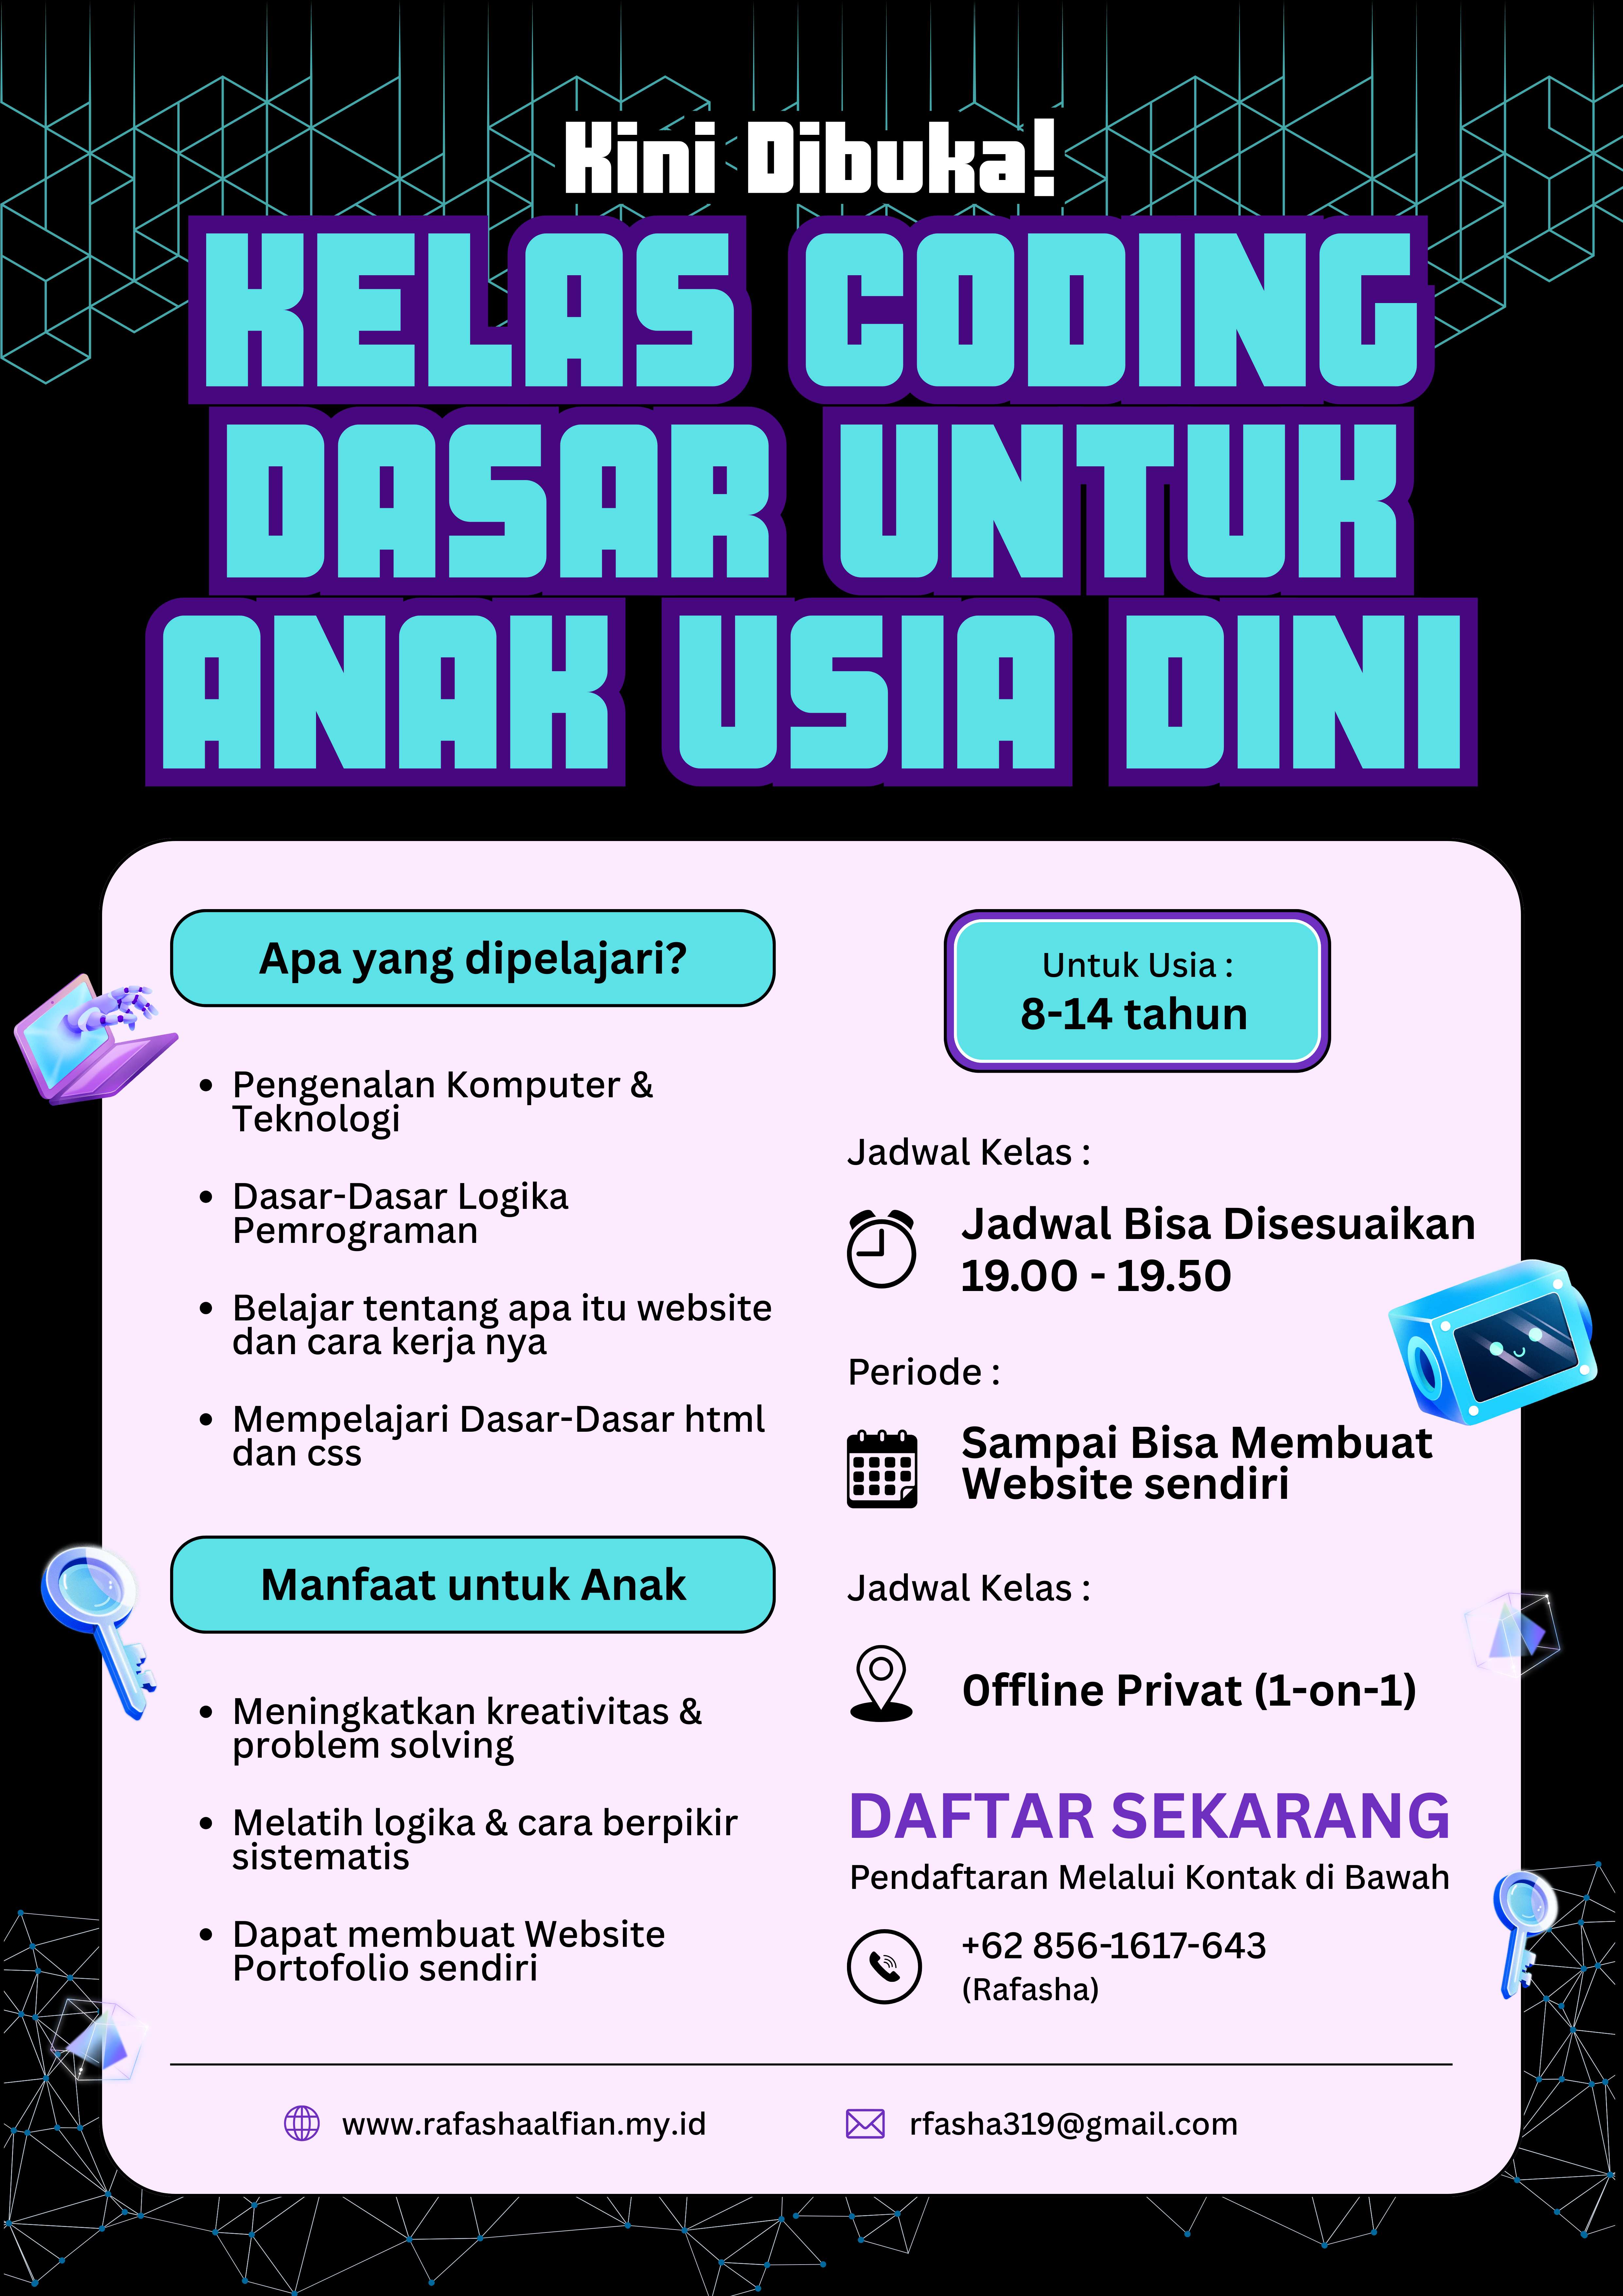 Kini Dibuka!
KELAS CODING
DASAR UNTUK
ANAK USIA DINI
Apa yang dipelajari?
• Pengenalan Komputer &
Teknologi
• Dasar-Dasar Logika
Pemrograman
• Belajar tentang apa itu website
dan cara kerja nya
• Mempelajari Dasar-Dasar html
dan css
Manfaat untuk Anak
• Meningkatkan kreativitas &
problem solving
• Melatih logika & cara berpikir
sistematis
• Dapat membuat Website
Portofolio sendiri
Untuk Usia :
8-14 tahun
Jadwal Kelas :
Jadwal Bisa Disesuaikan
19.00 - 19.50
Periode :
Sampai Bisa Membuat
Website sendiri
Jadwal Kelas :
Offline Privat (1-on-1)
DAFTAR SEKARANG
Pendaftaran Melalui Kontak di Bawah
+62 856-1617-643
(Rafasha)
www.rafashaalfian.my.id
rfasha319@gmail.com